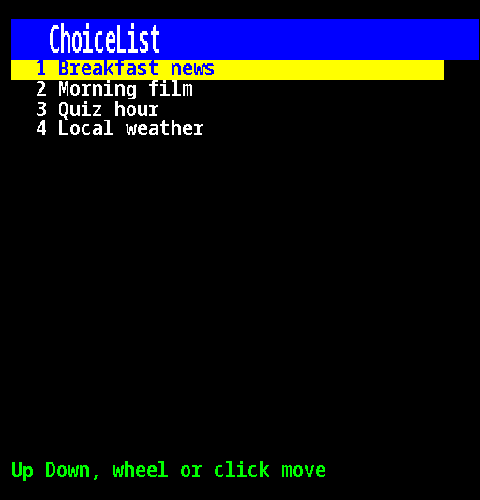 ChoiceList
1 Breakfast news
2 Morning film
3 Quiz hour
4 Local weather
Up Down, wheel or click move